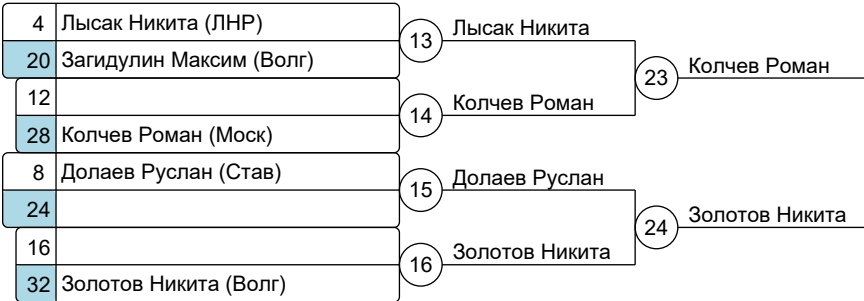 4 Лысак Никита (ЛНР)
20 Загидулин Максим (Волг)
12
28 Колчев Роман (Моск)
8 Долаев Руслан (Став)
24
16
32 Золотов Никита (Волг)
13 Лысак Никита
14 Колчев Роман
15 Долаев Руслан
16 Золотов Никита
23 Колчев Роман
24 Золотов Никита